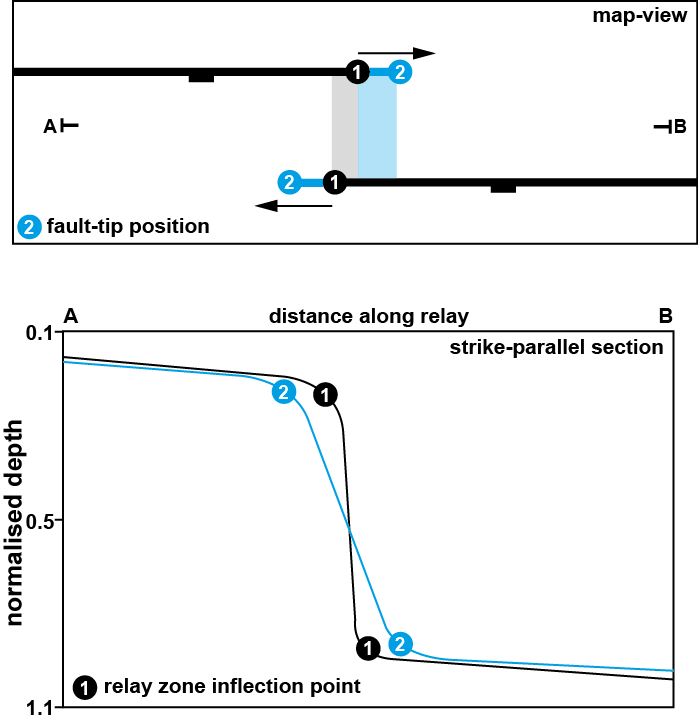 map-view
1 2
A B
2 1
2 fault-tip position
A distance along relay B
0.1
strike-parallel section
2 1
normalised depth
0.5
1 2
1 relay zone inflection point
1.1